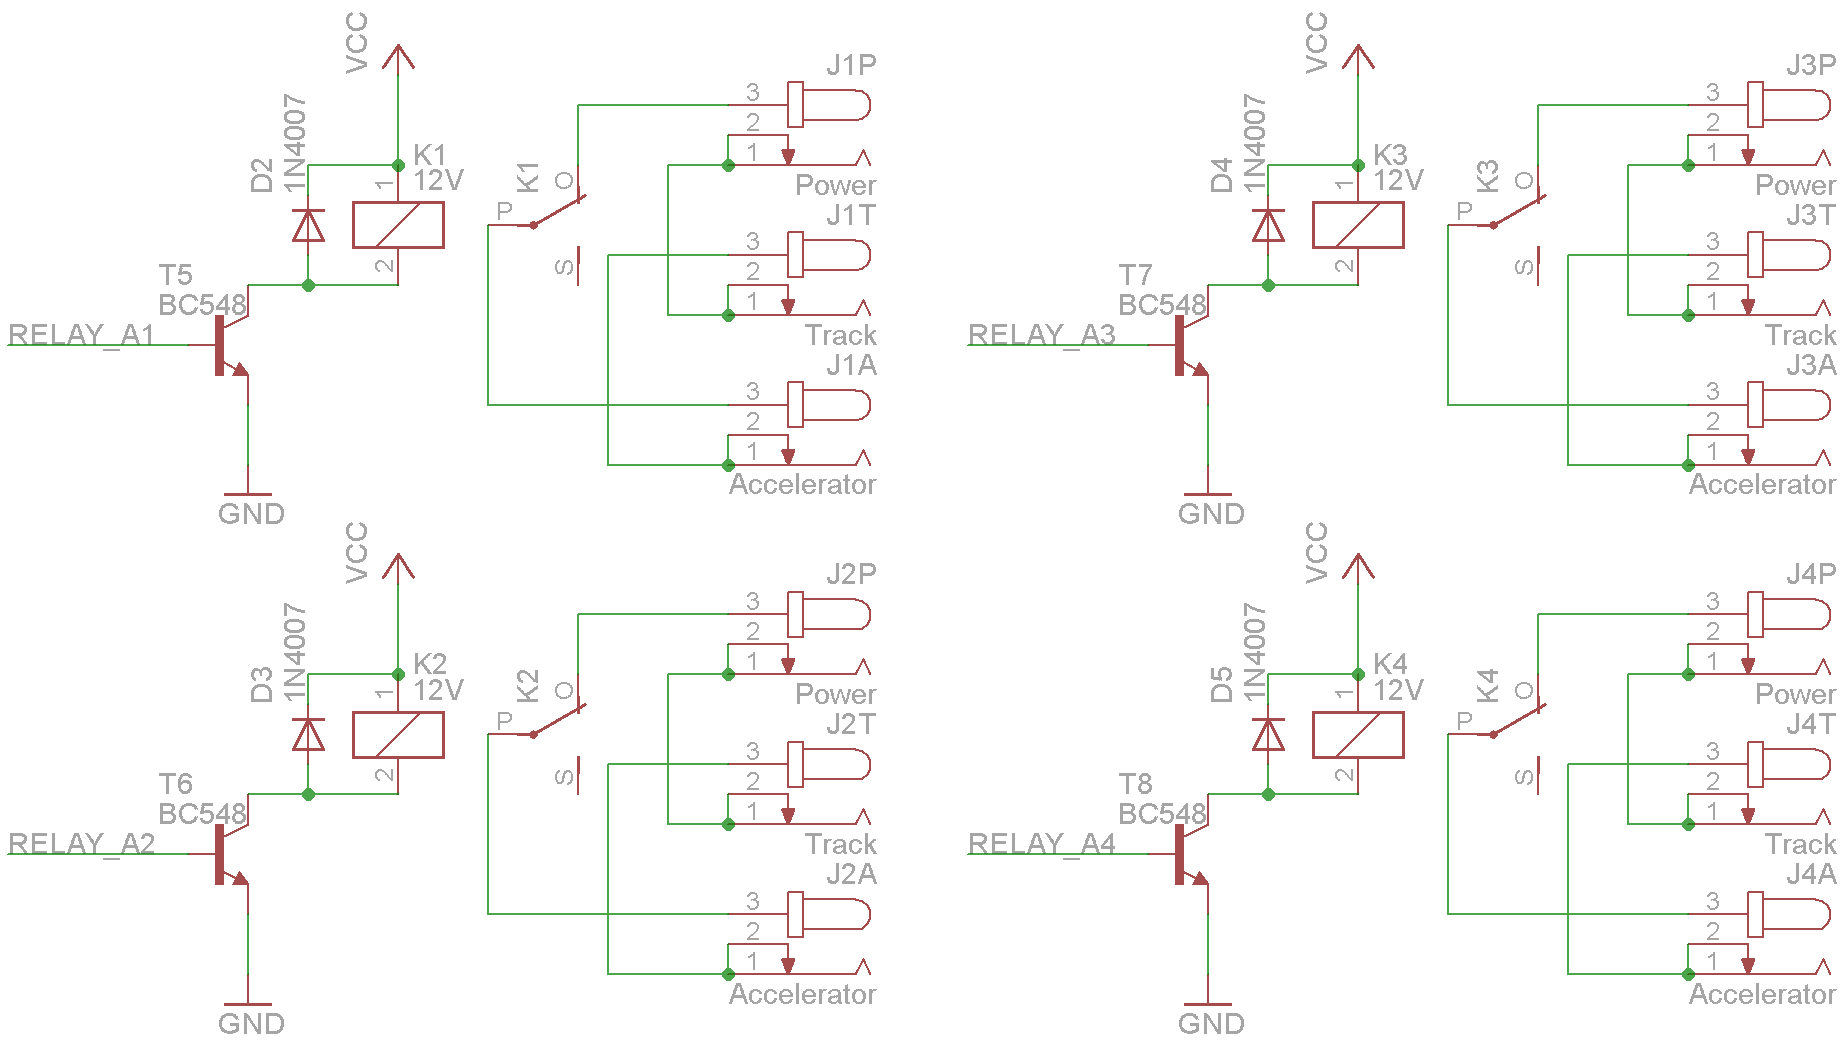 VCC
D2
1N4007
K1
12V
1
2
T5
BC548
RELAY_A1
GND
K1
P
O
S
J1P
3
2
1
Power
J1T
3
2
1
Track
J1A
3
2
1
Accelerator
VCC
D4
1N4007
K3
12V
1
2
T7
BC548
RELAY_A3
GND
K3
P
O
S
J3P
3
2
1
Power
J3T
3
2
1
Track
J3A
3
2
1
Accelerator
VCC
D3
1N4007
K2
12V
1
2
T6
BC548
RELAY_A2
GND
K2
P
O
S
J2P
3
2
1
Power
J2T
3
2
1
Track
J2A
3
2
1
Accelerator
VCC
D5
1N4007
K4
12V
1
2
T8
BC548
RELAY_A4
GND
K4
P
O
S
J4P
3
2
1
Power
J4T
3
2
1
Track
J4A
3
2
1
Accelerator